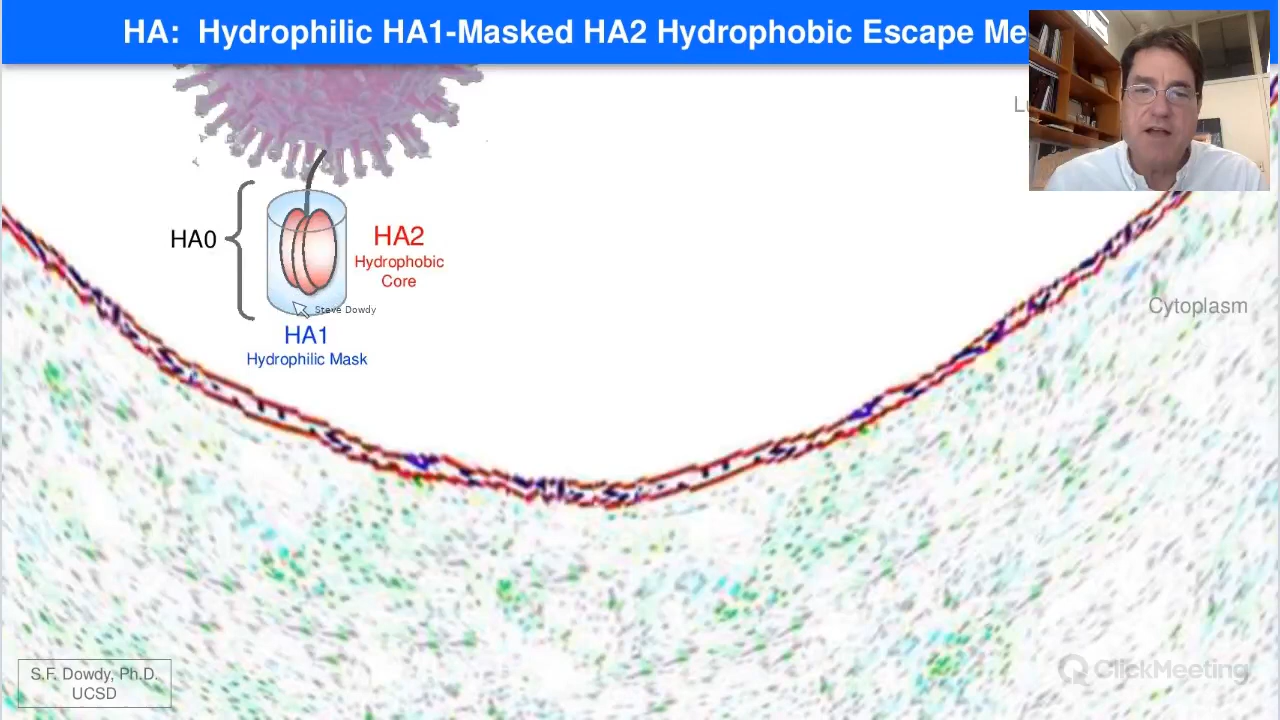 HA: Hydrophilic HA1-Masked HA2 Hydrophobic Escape Me
HA0
HA2
Hydrophobic
Core
Steve Dowdy
HA1
Hydrophilic Mask
Cytoplasm
S.F. Dowdy, Ph.D.
UCSD
ClickMeeting